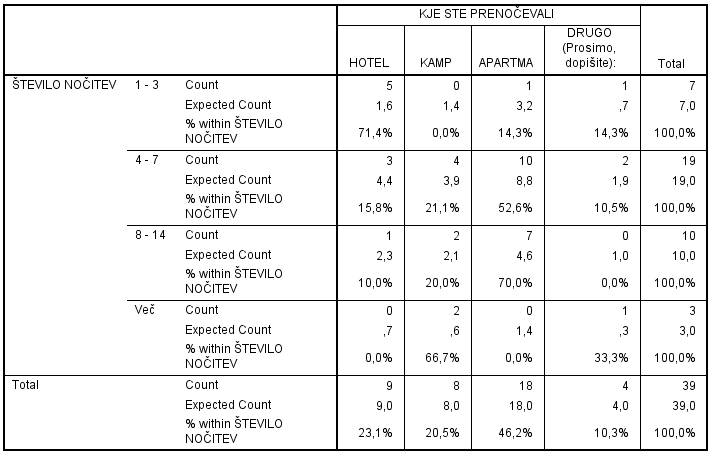 KJE STE PRENOČEVALI
HOTEL KAMP APARTMA DRUGO (Prosimo, dopišite): Total
ŠTEVILO NOČITEV 1 - 3 Count 5 0 1 1 7
Expected Count 1,6 1,4 3,2 ,7 7,0
% within ŠTEVILO NOČITEV 71,4% 0,0% 14,3% 14,3% 100,0%
4 - 7 Count 3 4 10 2 19
Expected Count 4,4 3,9 8,8 1,9 19,0
% within ŠTEVILO NOČITEV 15,8% 21,1% 52,6% 10,5% 100,0%
8 - 14 Count 1 2 7 0 10
Expected Count 2,3 2,1 4,6 1,0 10,0
% within ŠTEVILO NOČITEV 10,0% 20,0% 70,0% 0,0% 100,0%
Več Count 0 2 0 1 3
Expected Count ,7 ,6 1,4 ,3 3,0
% within ŠTEVILO NOČITEV 0,0% 66,7% 0,0% 33,3% 100,0%
Total Count 9 8 18 4 39
Expected Count 9,0 8,0 18,0 4,0 39,0
% within ŠTEVILO NOČITEV 23,1% 20,5% 46,2% 10,3% 100,0%